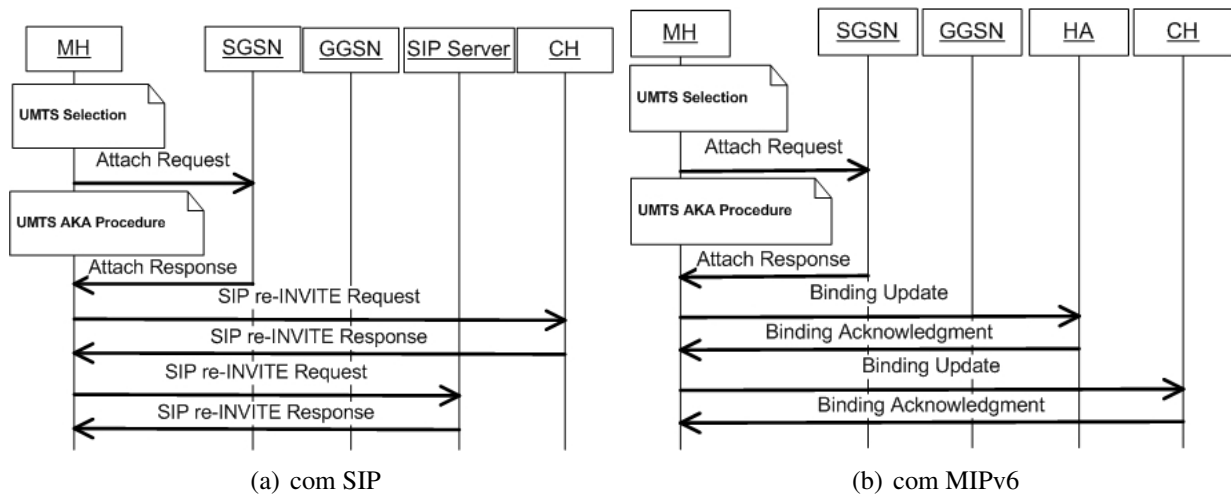 MH
SGSN
GGSN
SIP Server
CH
UMTS Selection
Attach Request
UMTS AKA Procedure
Attach Response
SIP re-INVITE Request
SIP re-INVITE Response
SIP re-INVITE Request
SIP re-INVITE Response
(a) com SIP
MH
SGSN
GGSN
HA
CH
UMTS Selection
Attach Request
UMTS AKA Procedure
Attach Response
Binding Update
Binding Acknowledgment
Binding Update
Binding Acknowledgment
(b) com MIPv6